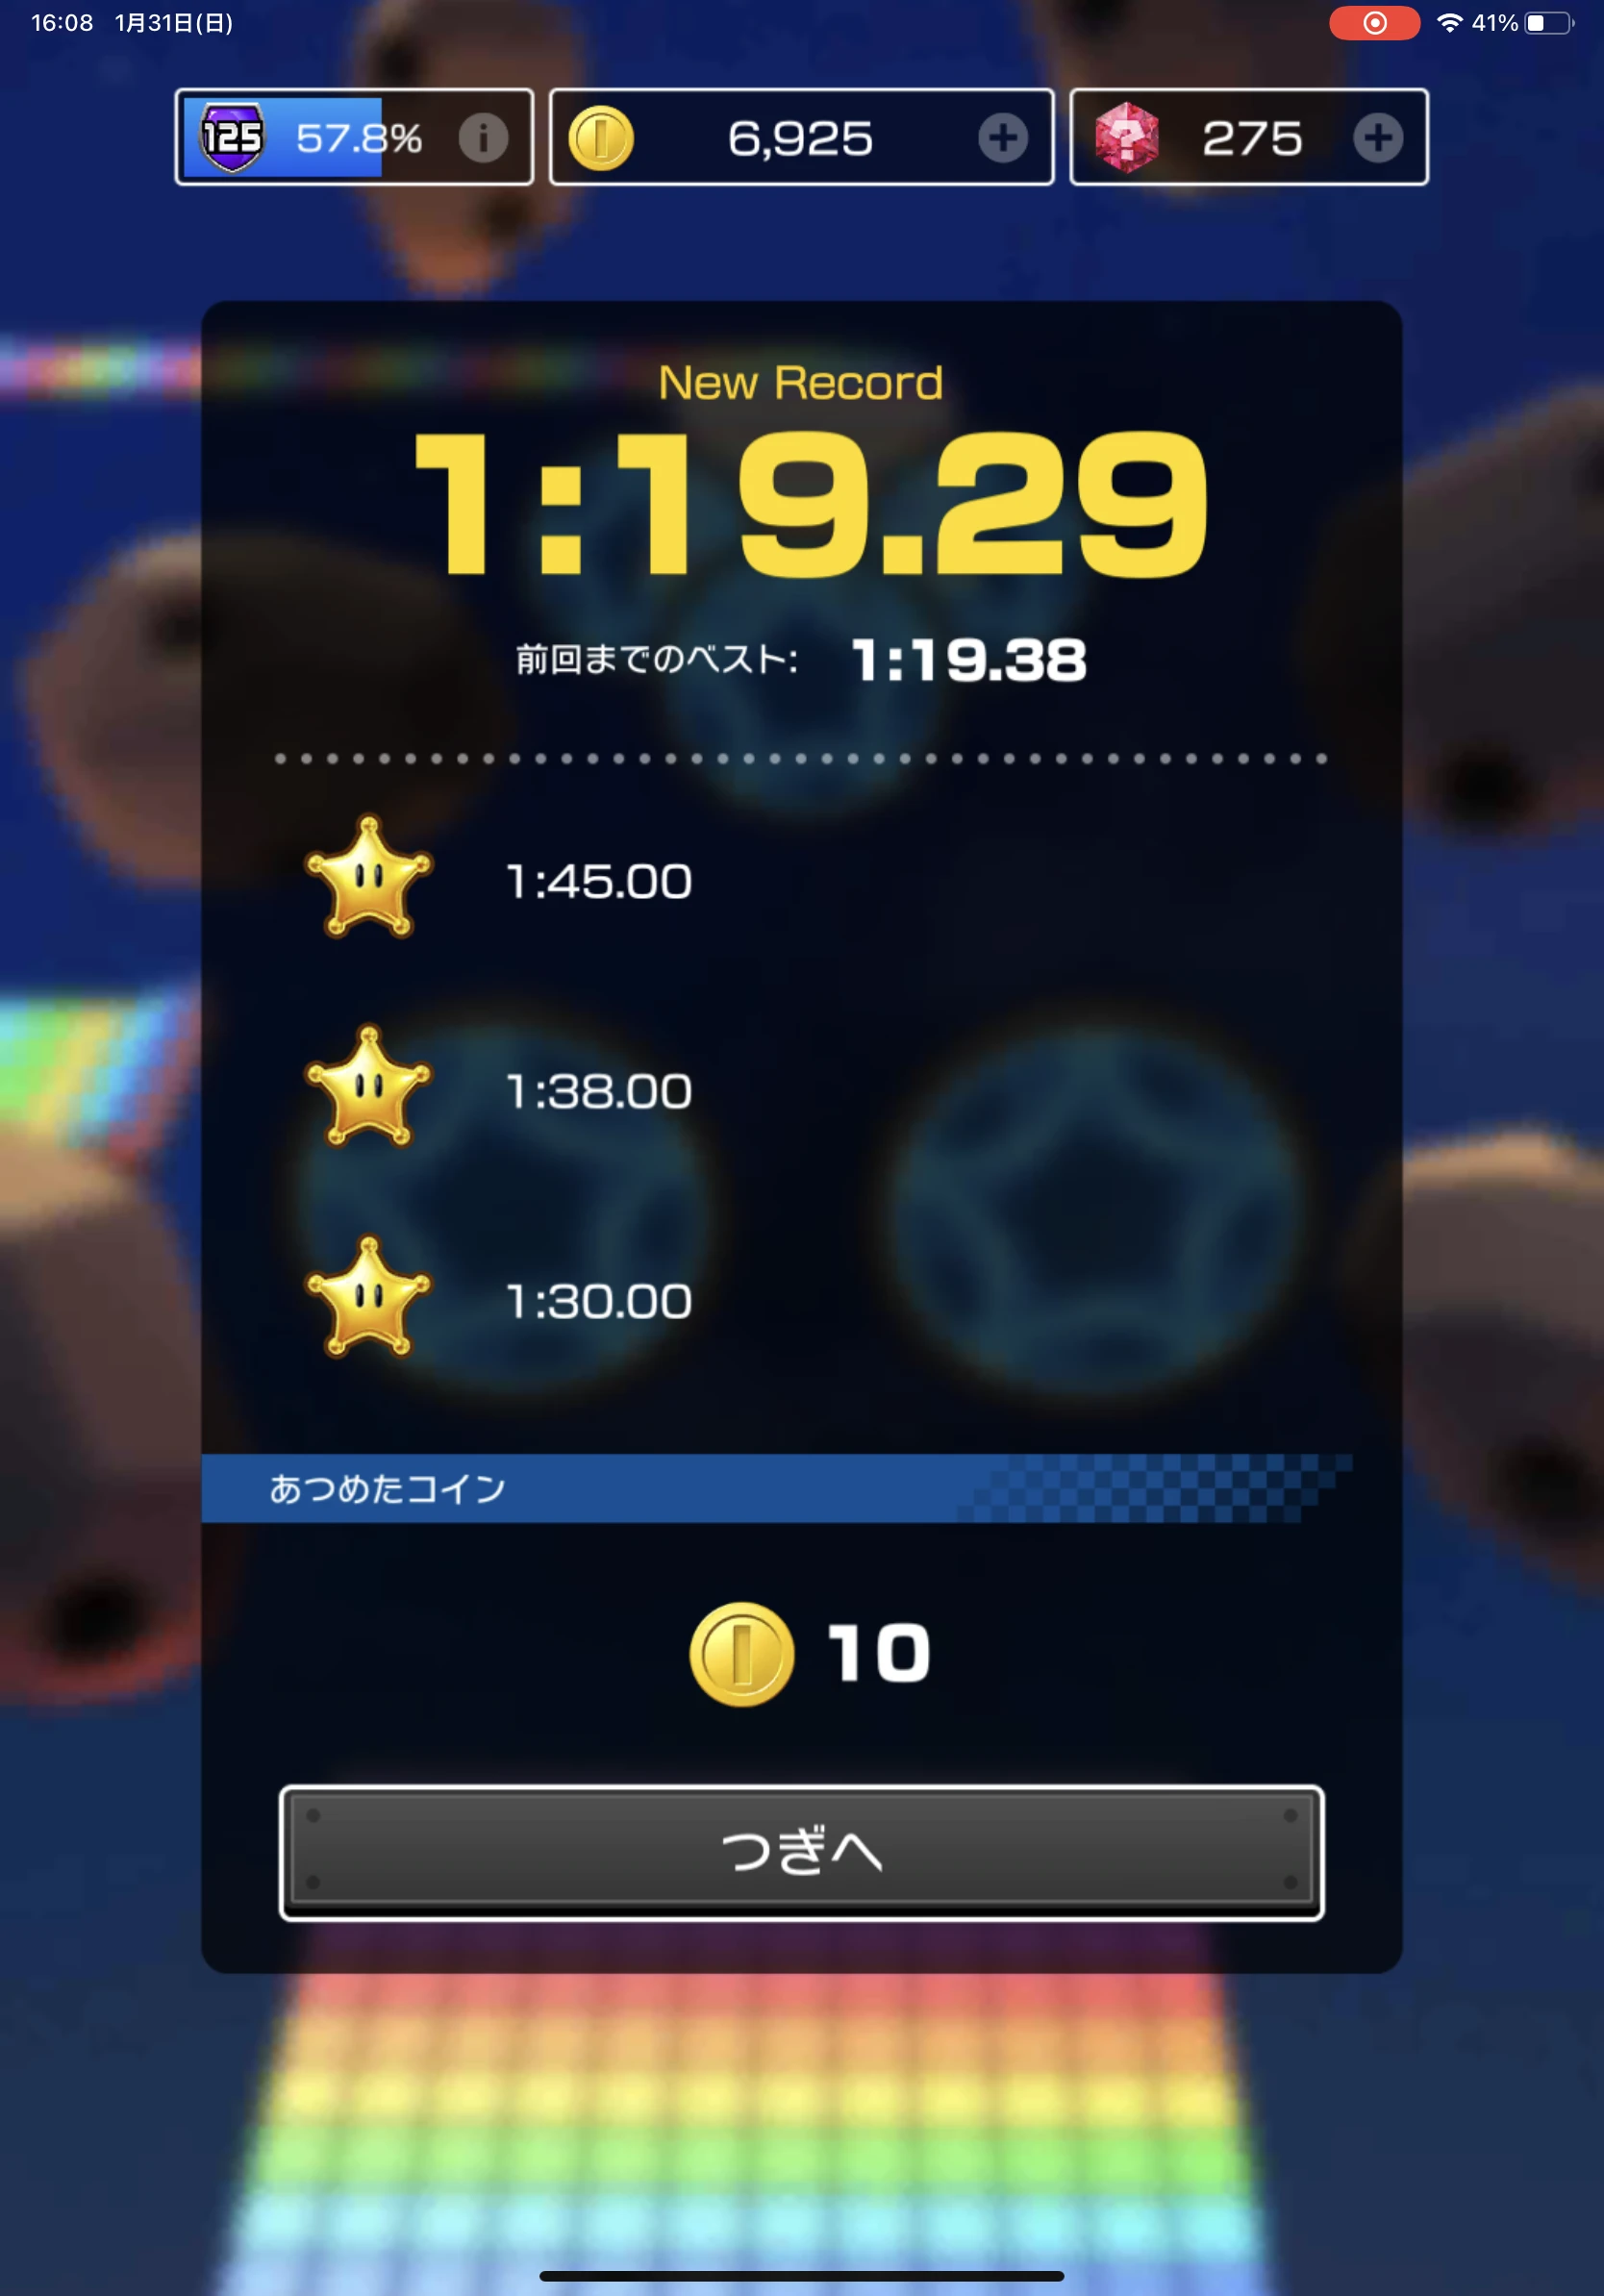 16:08 1月31日(日) 41%
125 57.8% i 6,925 + 275 +
New Record
1:19.29
前回までのベスト: 1:19.38
1:45.00
1:38.00
1:30.00
あつめたコイン
10
つぎへ